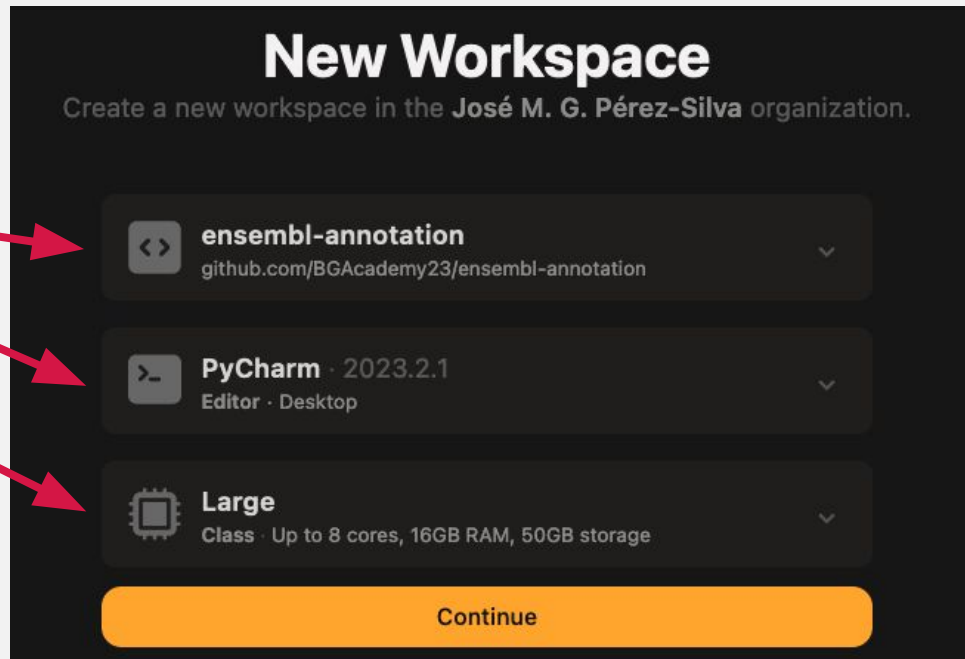 New Workspace
Create a new workspace in the José M. G. Pérez-Silva organization.
ensembl-annotation
github.com/BGAcademy23/ensembl-annotation
PyCharm · 2023.2.1
Editor · Desktop
Large
Class · Up to 8 cores, 16GB RAM, 50GB storage
Continue